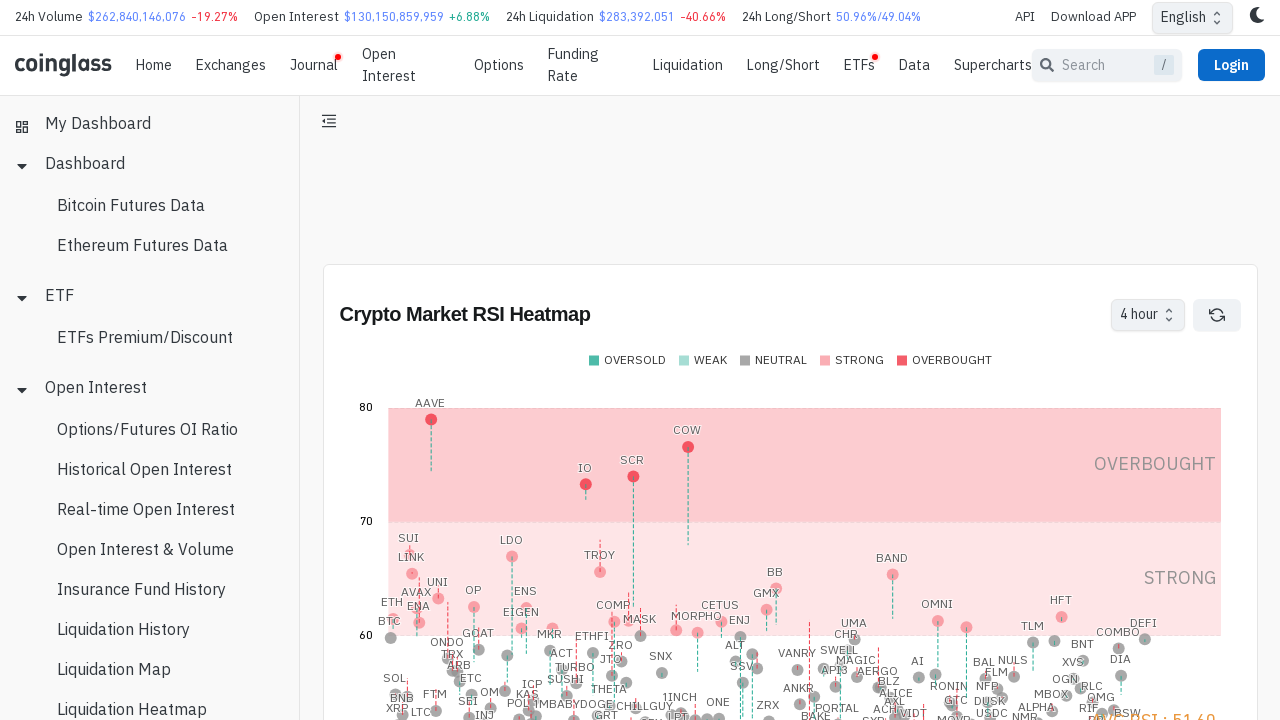 24h Volume $262,840,146,076 -19.27% Open Interest $130,150,859,959 +6.88% 24h Liquidation $283,392,051 -40.66% 24h Long/Short 50.96%/49.04% API Download APP English
coinglass Home Exchanges Journal Open Interest Options Funding Rate Liquidation Long/Short ETFs Data Supercharts Search / Login
My Dashboard
Dashboard
Bitcoin Futures Data
Ethereum Futures Data
ETF
ETFs Premium/Discount
Open Interest
Options/Futures OI Ratio
Historical Open Interest
Real-time Open Interest
Open Interest & Volume
Insurance Fund History
Liquidation History
Liquidation Map
Liquidation Heatmap
Crypto Market RSI Heatmap 4 hour
OVERSOLD WEAK NEUTRAL STRONG OVERBOUGHT
80
AAVE
COW
SCR
IO
OVERBOUGHT
70
SUI
LDO
LINK
TROY
BAND
UNI
BB
STRONG
AVAX
OP
ENS
GMX
ETH
ENA
EIGEN
COMP
CETUS
OMNI
HFT
BTC
MASK
MORPHO
ENJ
UMA
TLM
DEFI
60
GOAT
MKR
ETHFI
CHR
COMBO
ONDO
ZRO
ALT
BNT
TRX
ACT
JTO
SNX
VANRY
SWELL
MAGIC
AI
BAL
NULS
XVS
DIA
ARB
TURBO
SSV
API3
AERGO
FLM
SOL
ETC
SUSHI
BLZ
OGN
BNB
FTM
OM
ICP
THETA
1INCH
ANKR
ALICE
RONIN
NFP
MBOX
RLC
XRP
SEI
KAS
POL
IMBABYDOGE
CHILLGUY
ONE
ZRX
PORTAL
AXL
GTC
DUSK
ALPHA
RIF
QMG
LTC
INJ
GRT
BAKE
ACH
USDC
NMR
BSW